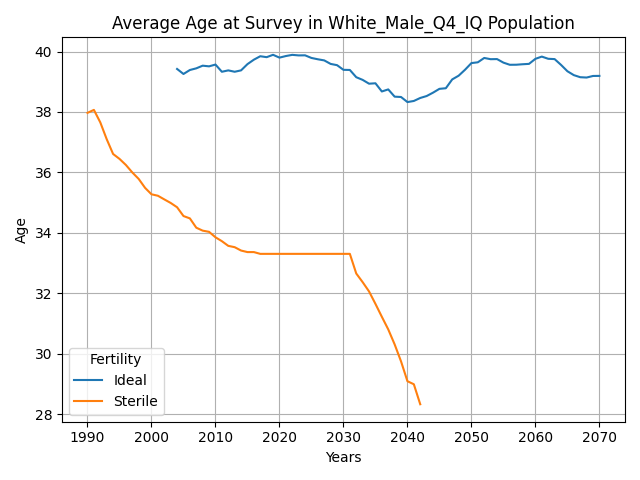 Average Age at Survey in White_Male_Q4_IQ Population
Age
40
38
36
34
32
30
28
Fertility
Ideal
Sterile
1990 2000 2010 2020 2030 2040 2050 2060 2070
Years